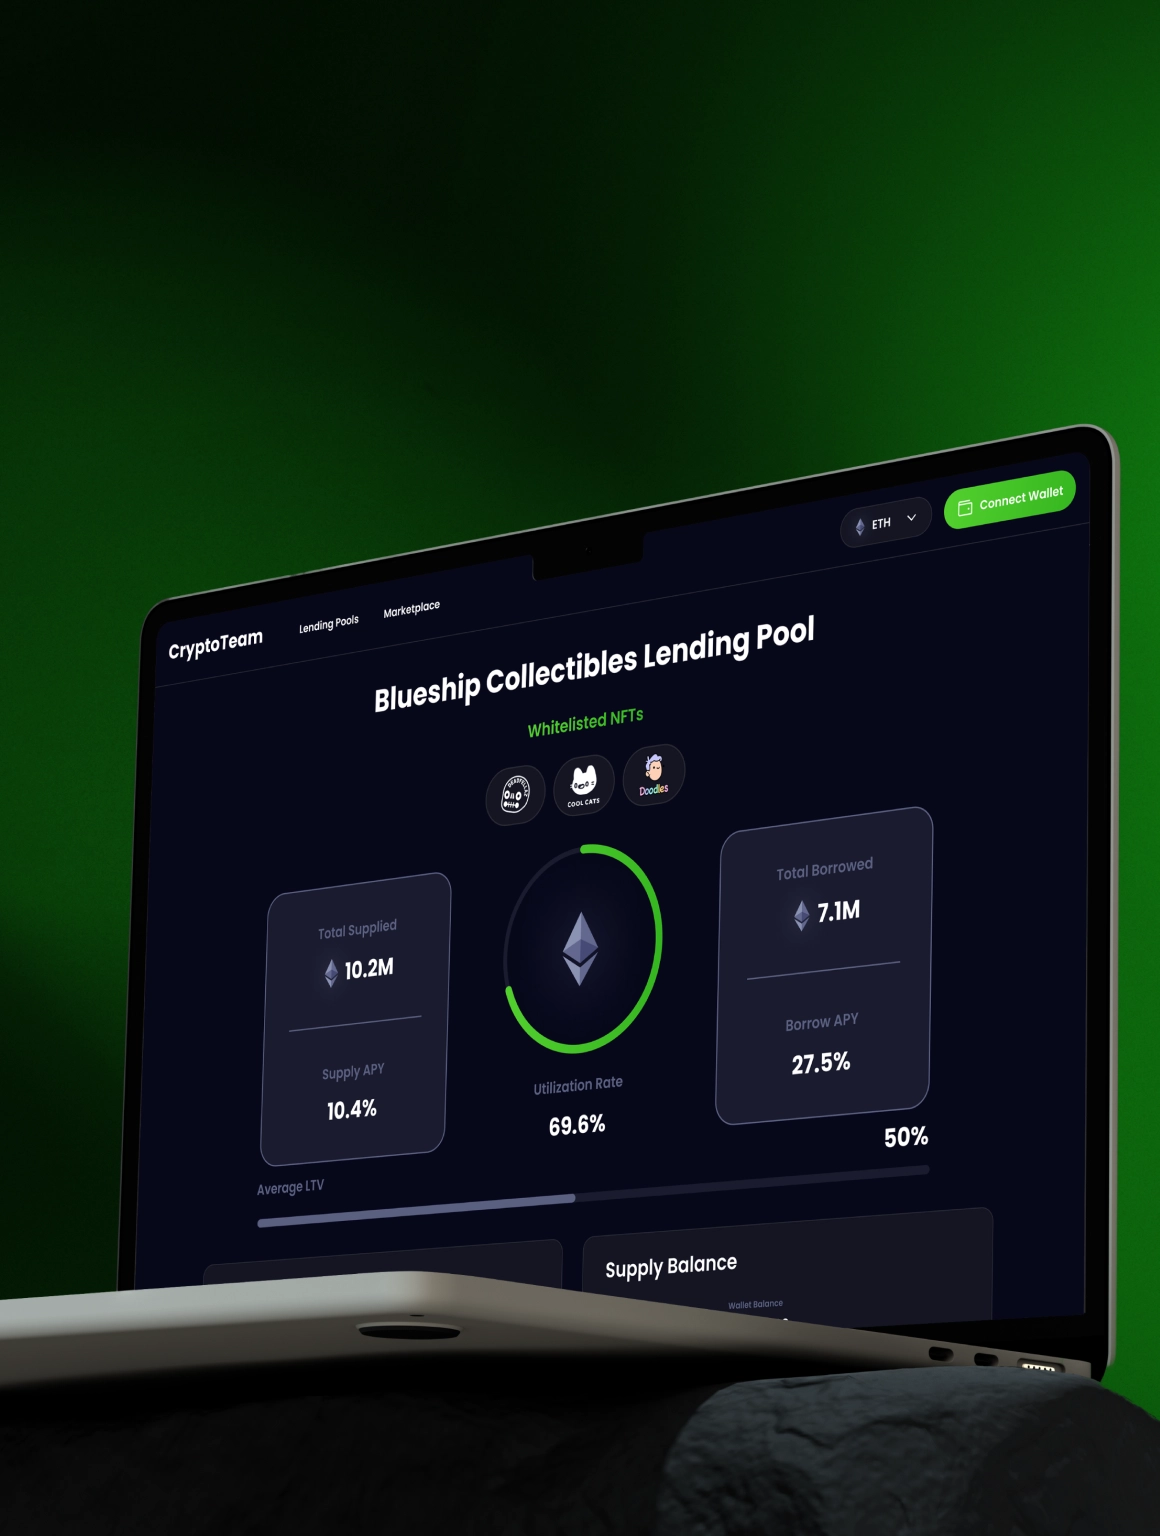 CryptoTeam
Lending Pools
Marketplace
ETH
Connect Wallet
Blueship Collectibles Lending Pool
Whitelisted NFTs
DEADFELLAZ
COOL CATS
Doodles
Total Supplied
10.2M
Supply APY
10.4%
Utilization Rate
69.6%
Total Borrowed
7.1M
Borrow APY
27.5%
Average LTV
50%
Supply Balance
Wallet Balance